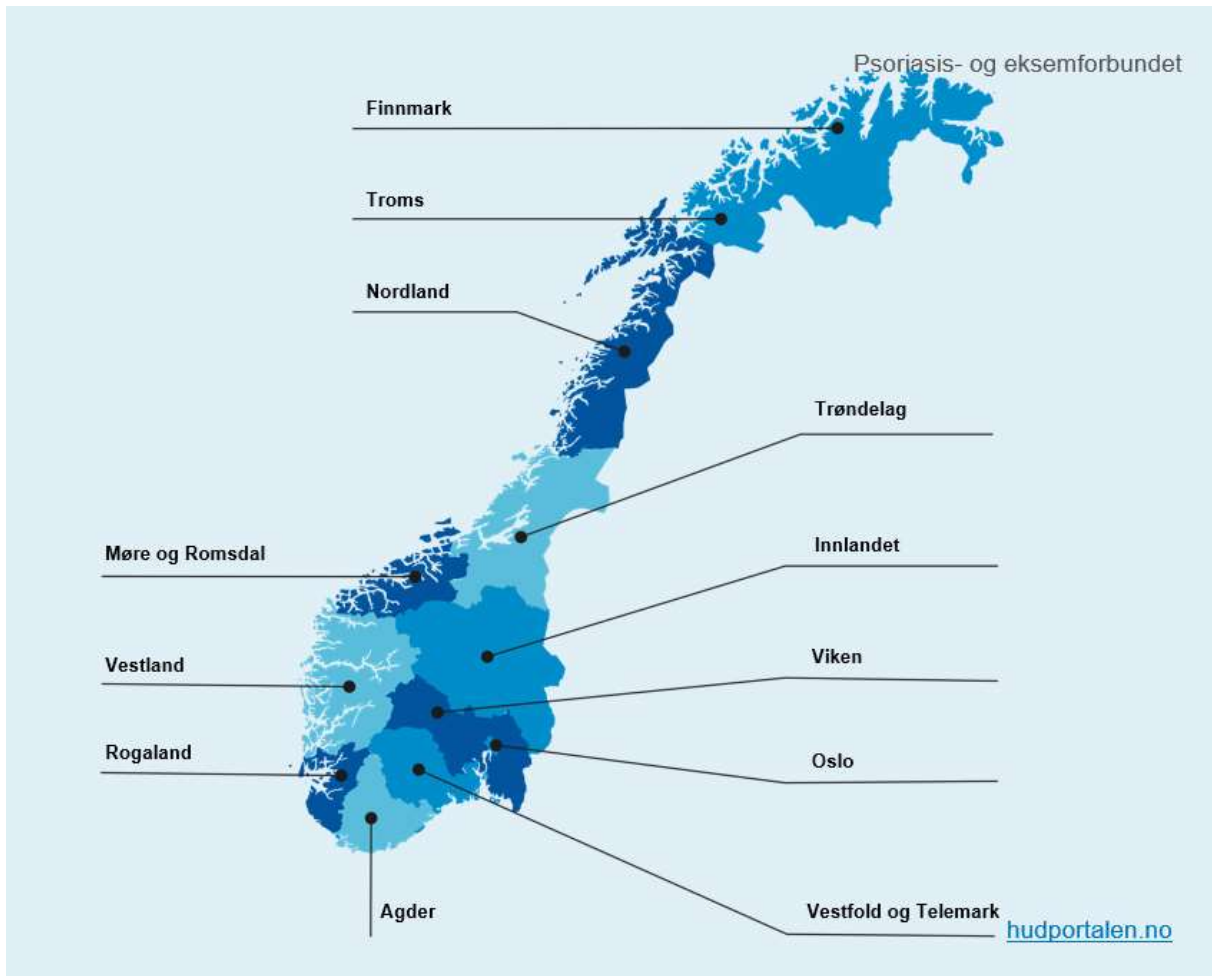 Psoriasis- og eksemforbundet
Finnmark
Troms
Nordland
Trøndelag
Innlandet
Møre og Romsdal
Viken
Vestland
Rogaland
Oslo
Agder
Vestfold og Telemark
hudportalen.no